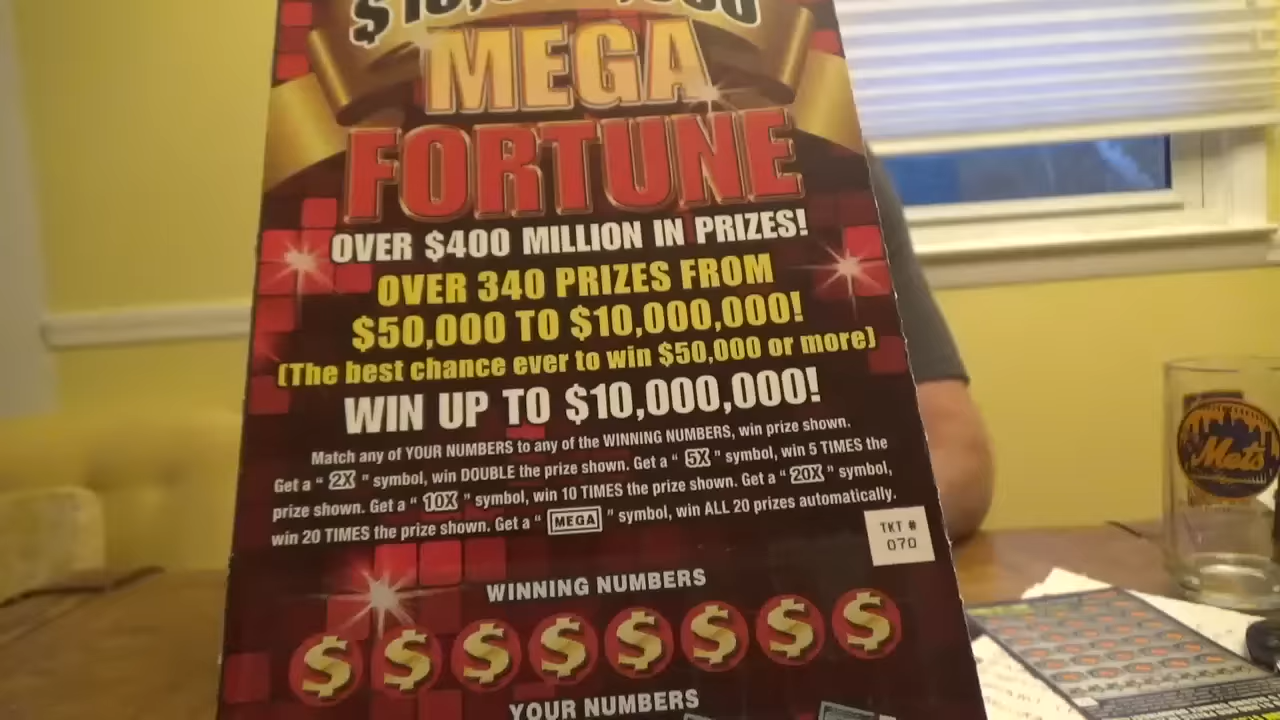 MEGA
FORTUNE
OVER $400 MILLION IN PRIZES!
OVER 340 PRIZES FROM
$50,000 TO $10,000,000!
(The best chance ever to win $50,000 or more)
WIN UP TO $10,000,000!
Match any of YOUR NUMBERS to any of the WINNING NUMBERS, win prize shown.
Get a " 2X " symbol, win DOUBLE the prize shown. Get a " 5X " symbol, win 5 TIMES the
prize shown. Get a " 10X " symbol, win 10 TIMES the prize shown. Get a " 20X " symbol,
win 20 TIMES the prize shown. Get a " MEGA " symbol, win ALL 20 prizes automatically.
TKT #
070
WINNING NUMBERS
$ $ $ $ $ $ $ $
YOUR NUMBERS
Mets